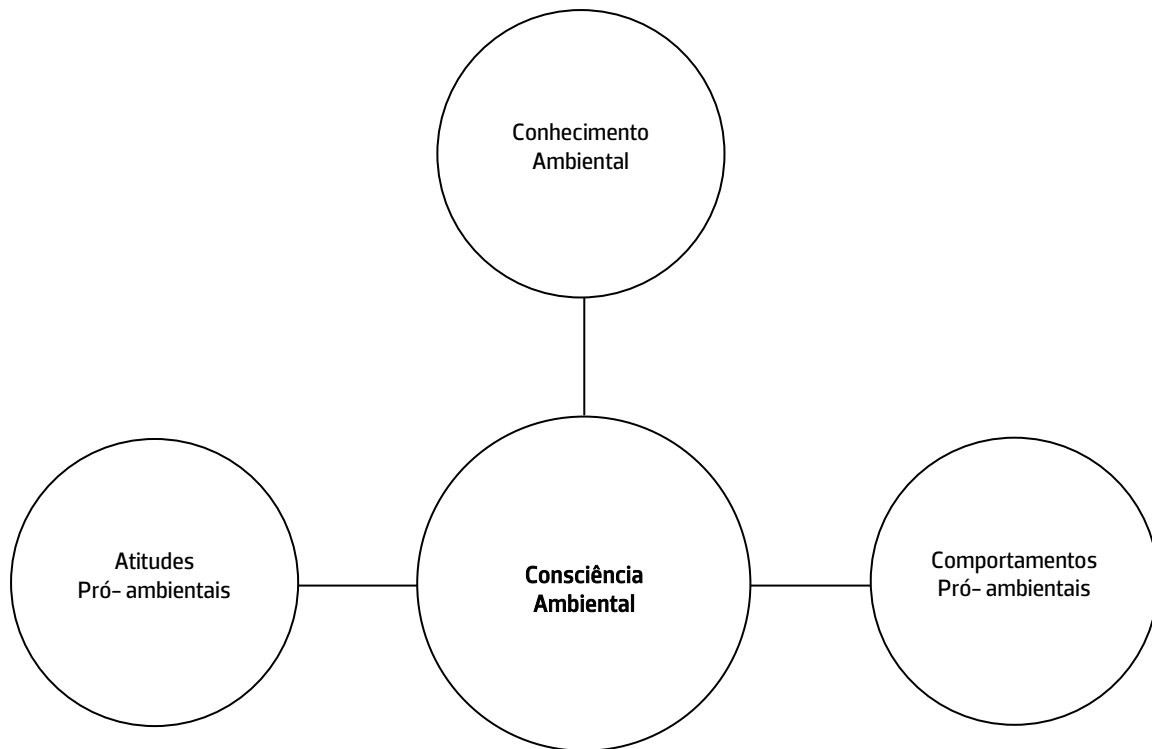 Conhecimento
Ambiental
Atitudes
Pró- ambientais
Consciência
Ambiental
Comportamentos
Pró- ambientais